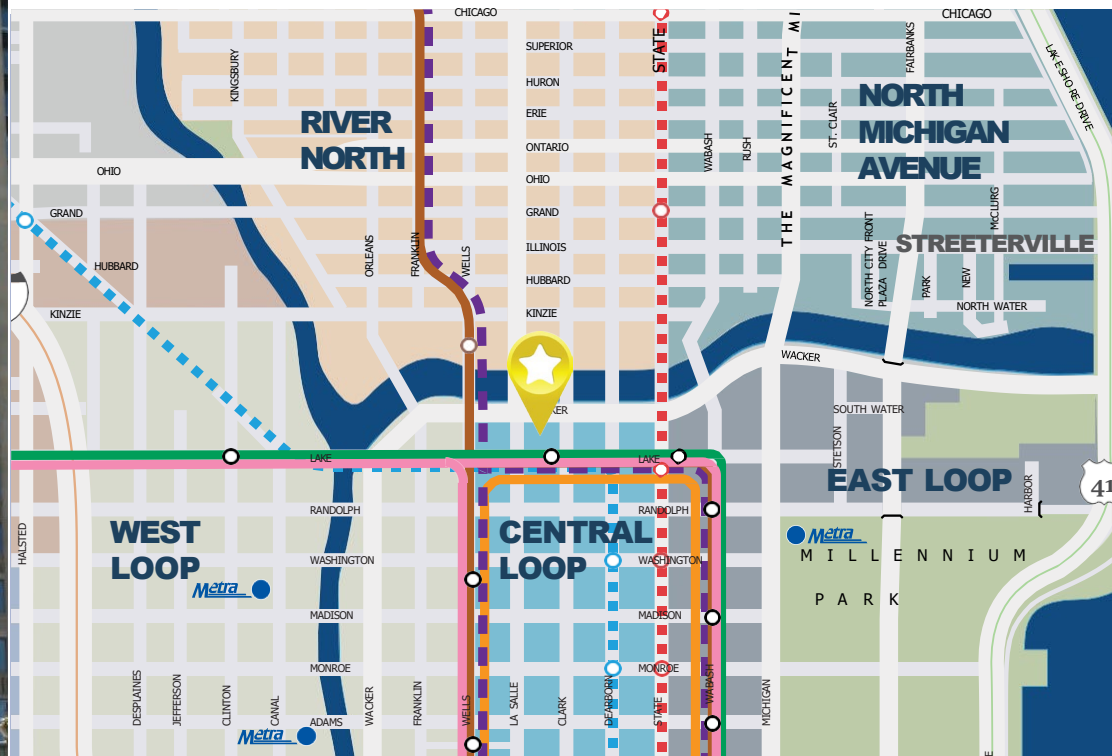 CHICAGO
CHICAGO
STATE
THE MAGNIFICENT MI
FAIRBANKS
LAKE SHORE DRIVE
KINGSBURY
SUPERIOR
HURON
ERIE
ONTARIO
OHIO
GRAND
ILLINOIS
HUBBARD
KINZIE
RIVER
NORTH
NORTH
MICHIGAN
AVENUE
ST. CLAIR
WABASH
RUSH
OHIO
GRAND
HUBBARD
KINZIE
ORLEANS
FRANKLIN
WELLS
McCLURG
STREETERVILLE
NORTH CITY FRONT
PLAZA DRIVE
PARK
NEW
NORTH WATER
WACKER
KER
SOUTH WATER
STETSON
EAST LOOP
HARBOR
41
LAKE
LAKE
RANDOLPH
RANDOLPH
WEST
LOOP
CENTRAL
LOOP
WASHINGTON
WASHINGTON
Metra
MILLENNIUM
PARK
HALSTED
Metra
MADISON
MADISON
MONROE
MONROE
DESPLAINES
JEFFERSON
CLINTON
CANAL
ADAMS
WACKER
FRANKLIN
WELLS
LA SALLE
CLARK
DEARBORN
STATE
WABASH
MICHIGAN
Metra
E